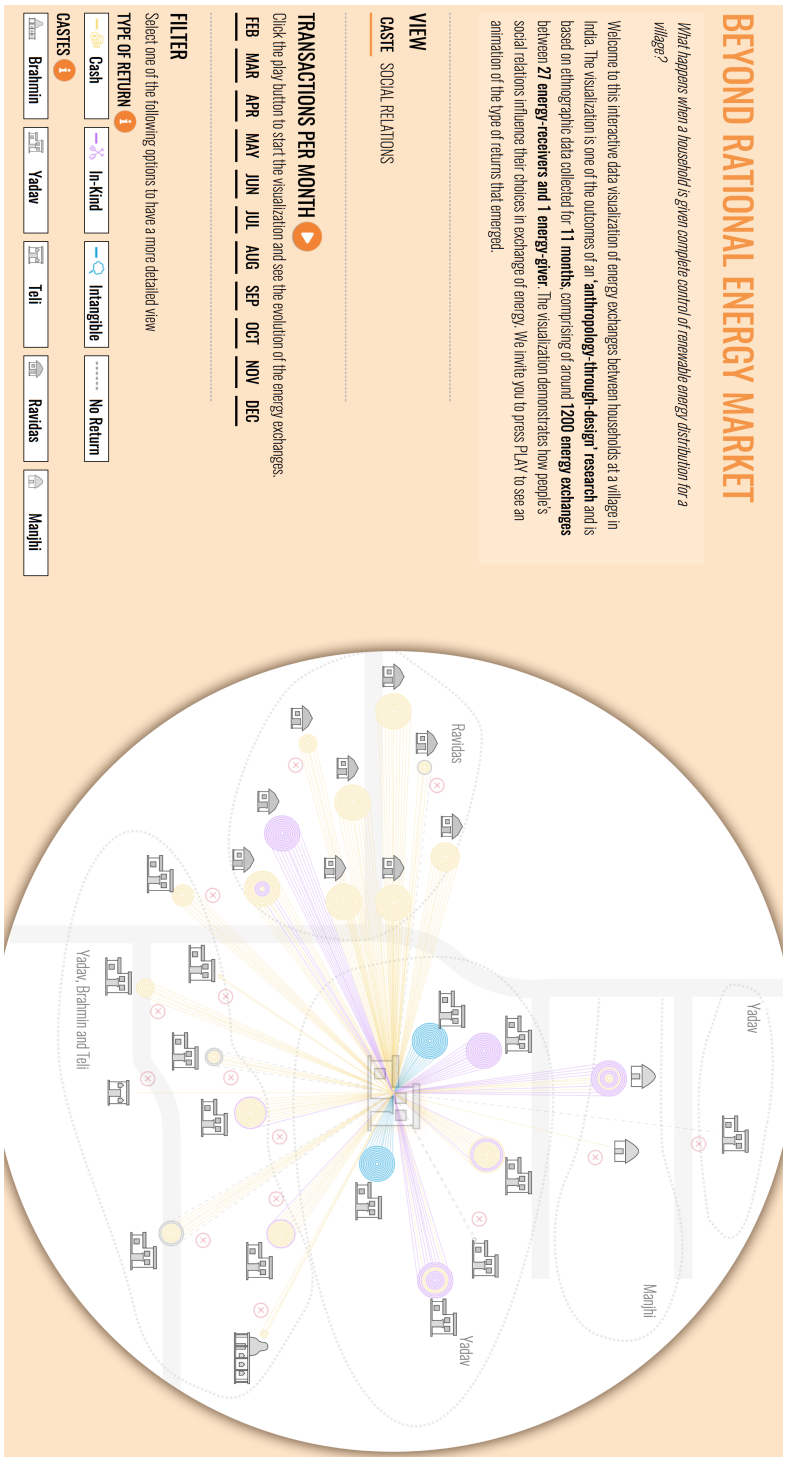 BEYOND RATIONAL ENERGY MARKET
What happens when a household is given complete control of renewable energy distribution for a
village?
Welcome to this interactive data visualization of energy exchanges between households at a village in
India. The visualization is one of the outcomes of an 'anthropology-through-design' research and is
based on ethnographic data collected for 11 months, comprising of around 1200 energy exchanges
between 27 energy-receivers and 1 energy-giver. The visualization demonstrates how people's
social relations influence their choices in exchange of energy. We invite you to press PLAY to see an
animation of the type of returns that emerged.
VIEW
CASTE SOCIAL RELATIONS
TRANSACTIONS PER MONTH
Click the play button to start the visualization and see the evolution of the energy exchanges.
FEB MAR APR MAY JUN JUL AUG SEP OCT NOV DEC
FILTER
Select one of the following options to have a more detailed view
TYPE OF RETURN i
Cash In-Kind Intangible No Return
CASTES i
Brahmin Yadav Teli Ravidas Manjhi
Yadav
Ravidas
Manjhi
Yadav
Yadav, Brahmin and Teli